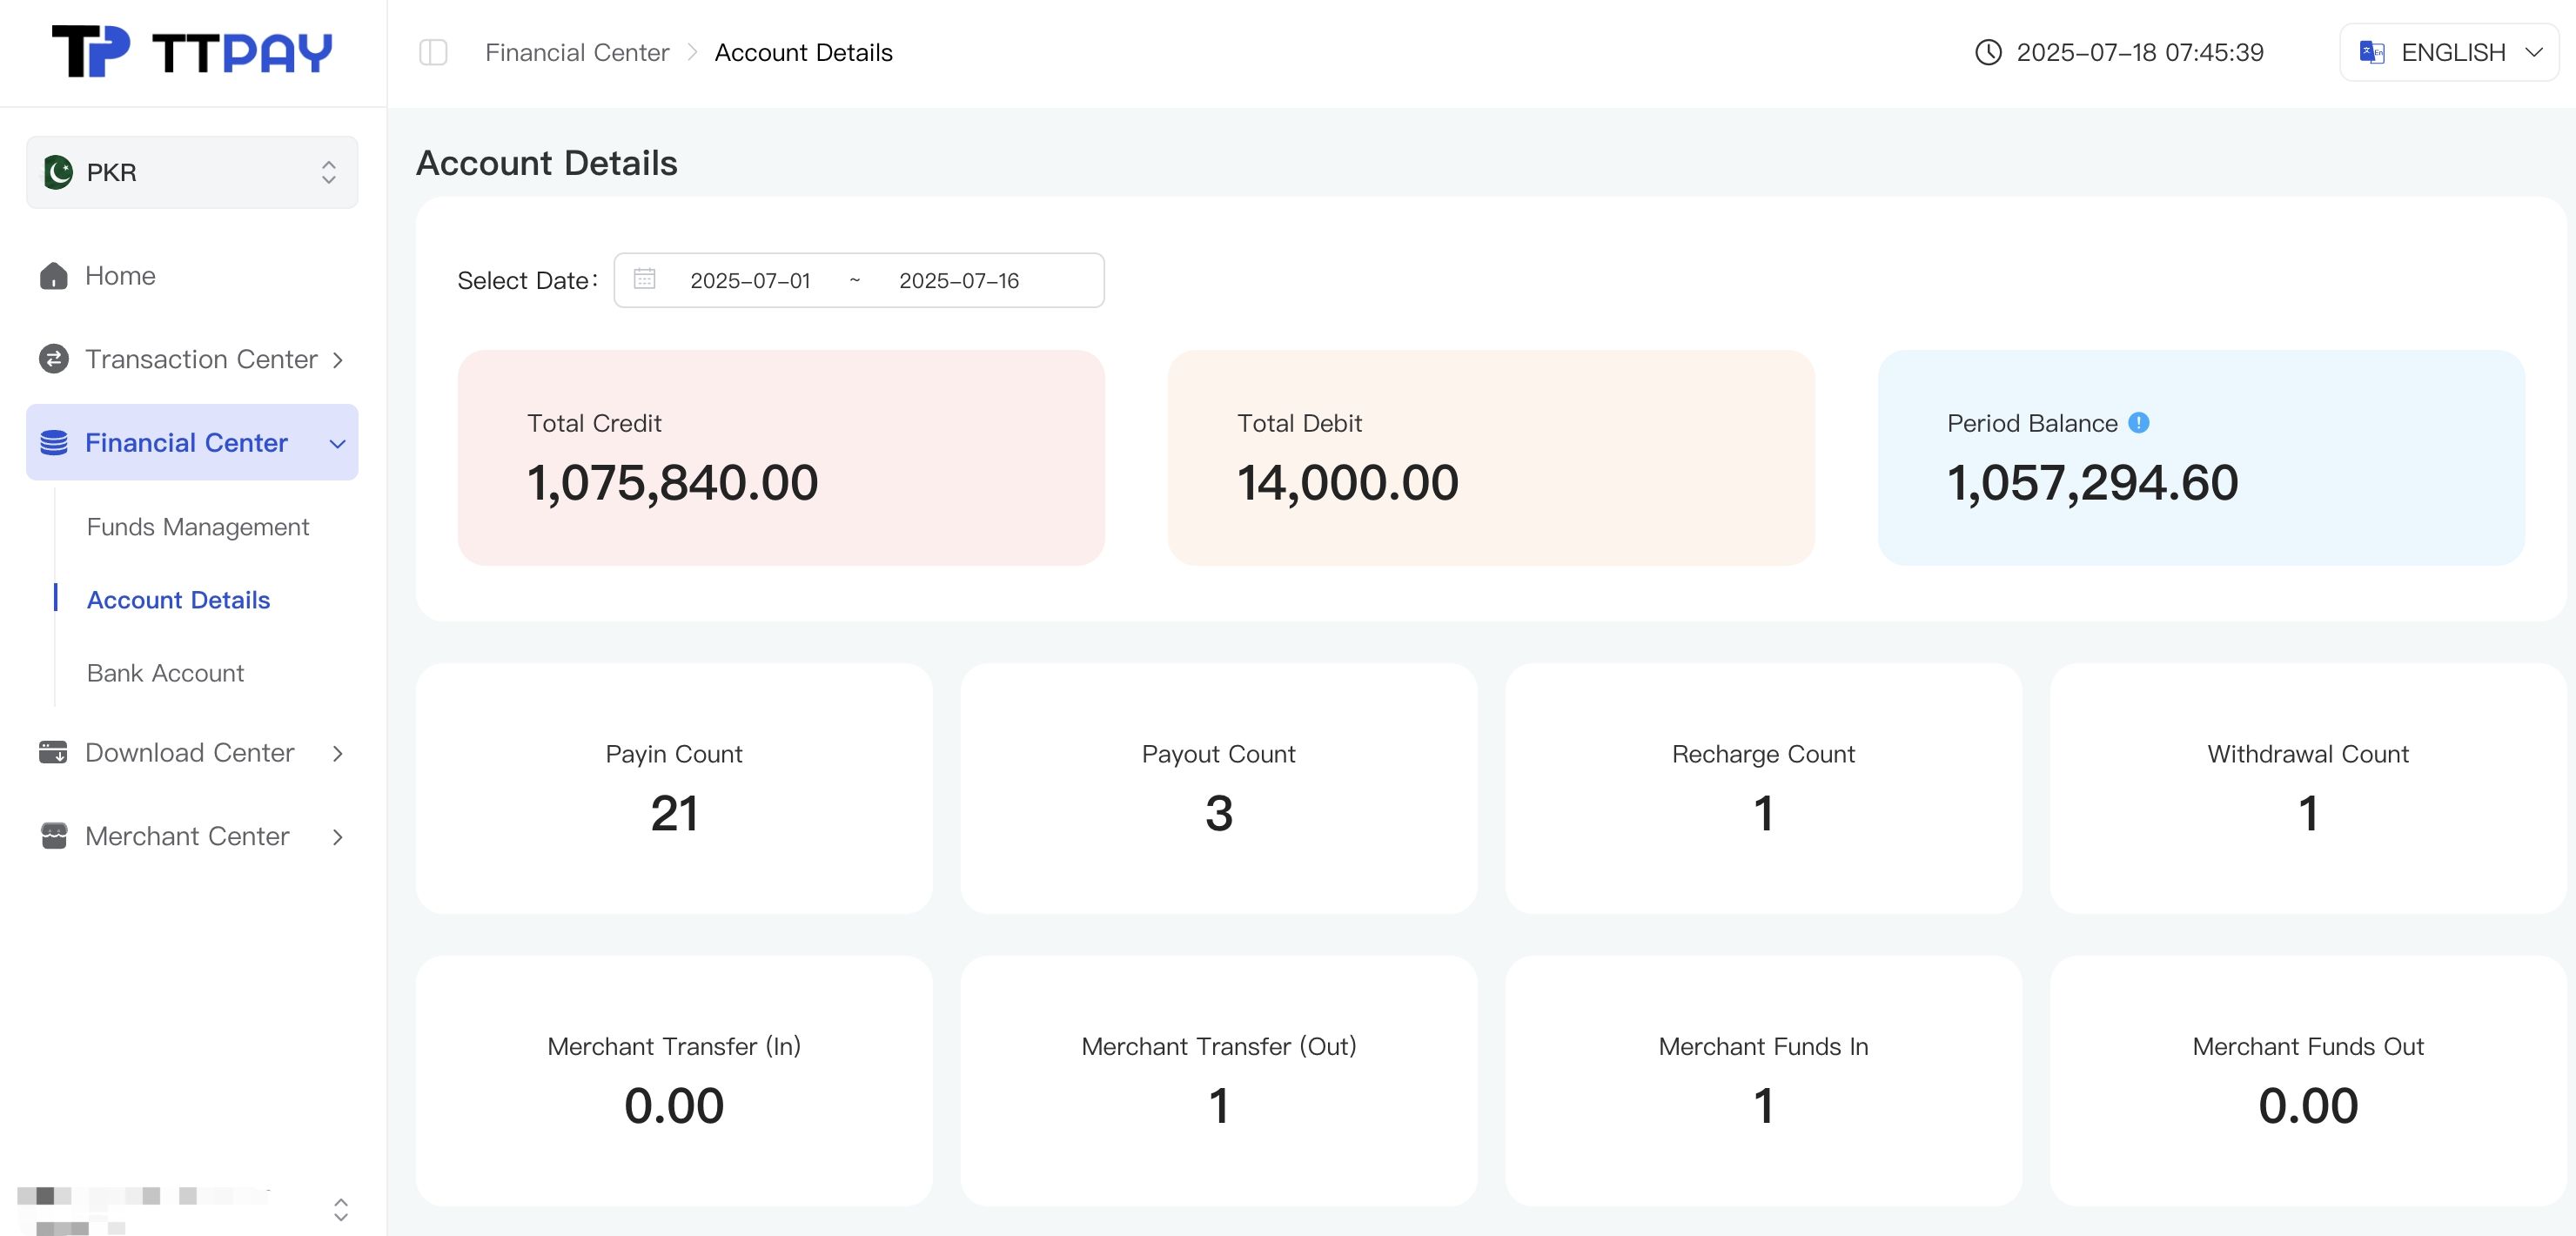 TP TTPAY
Financial Center > Account Details
2025-07-18 07:45:39
ENGLISH
PKR
Home
Transaction Center
Financial Center
Funds Management
Account Details
Bank Account
Download Center
Merchant Center
Account Details
Select Date: 2025-07-01 ~ 2025-07-16
Total Credit
1,075,840.00
Total Debit
14,000.00
Period Balance
1,057,294.60
Payin Count
21
Payout Count
3
Recharge Count
1
Withdrawal Count
1
Merchant Transfer (In)
0.00
Merchant Transfer (Out)
1
Merchant Funds In
1
Merchant Funds Out
0.00